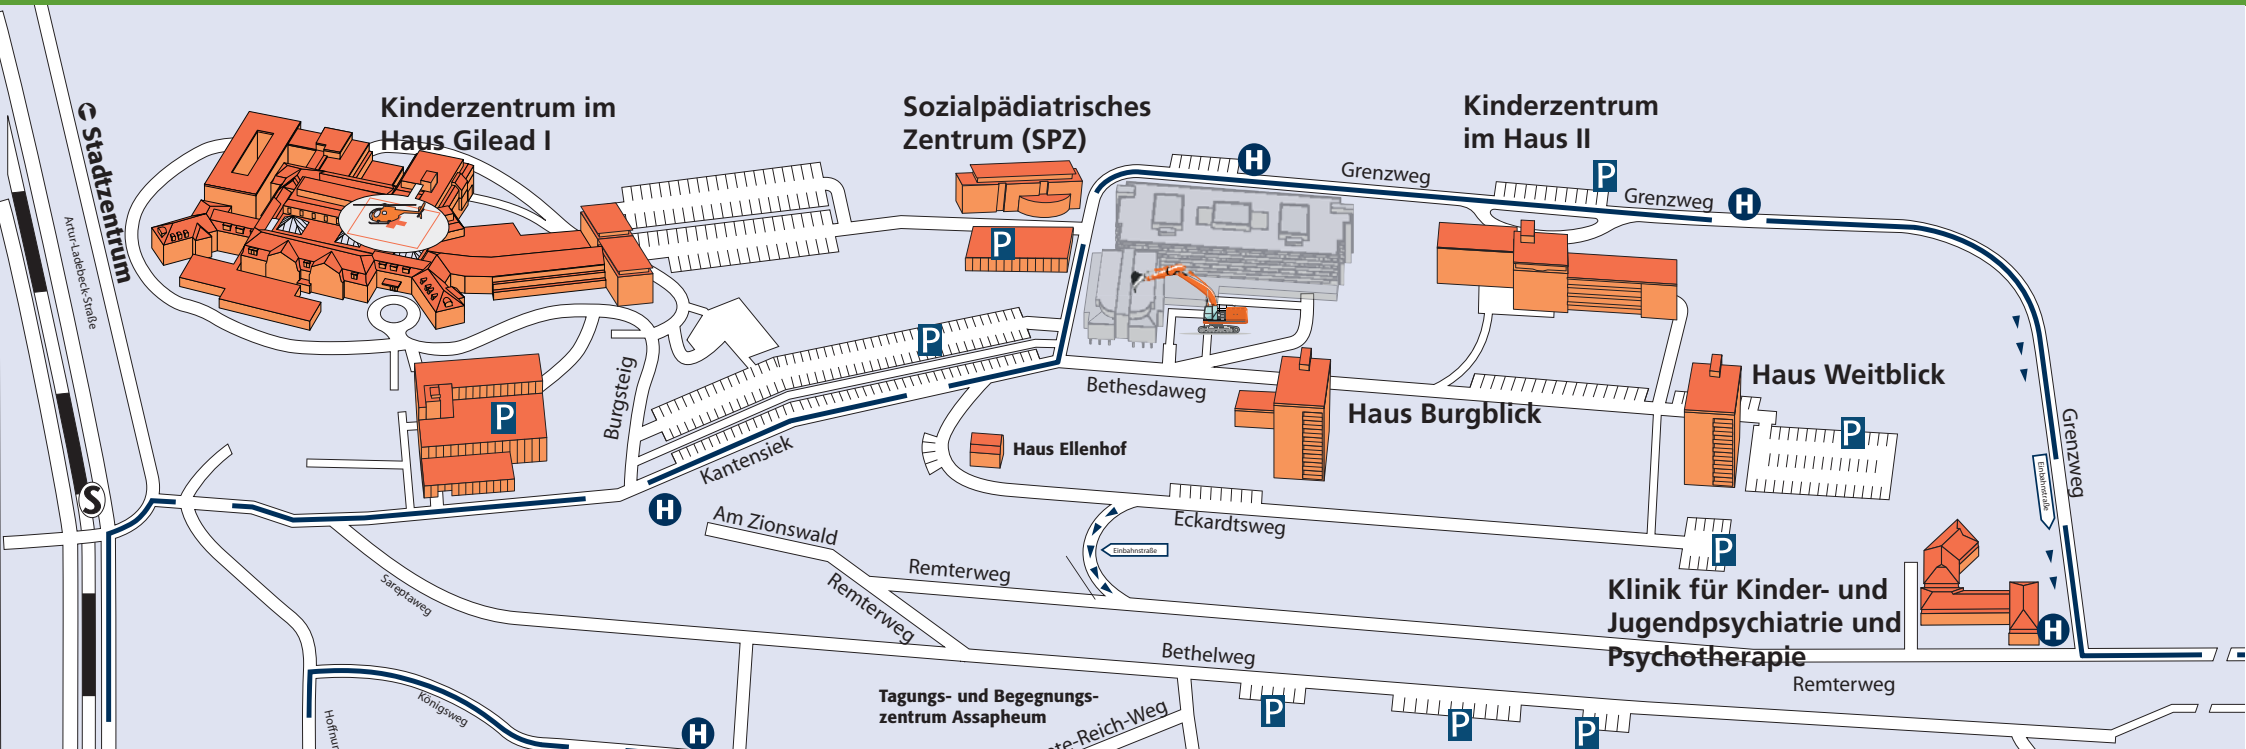 Kinderzentrum im
Haus Gilead I
Sozialpädiatrisches
Zentrum (SPZ)
Kinderzentrum
im Haus II
Stadtzentrum
Artur-Ladebeck-Straße
H
Grenzweg
P
Grenzweg
H
P
P
Burgsteig
P
Bethesdaweg
Haus Burgblick
Haus Weitblick
P
Grenzweg
Einbahnstraße
Haus Ellenhof
Kantensiek
S
H
Am Zionswald
Eckardtsweg
Einbahnstraße
P
Remterweg
Remterweg
Sareptaweg
Klinik für Kinder- und
Jugendpsychiatrie und
Psychotherapie
H
Bethelweg
Remterweg
Tagungs- und Begegnungs-
zentrum Assapheum
P
P
P
Königsweg
H